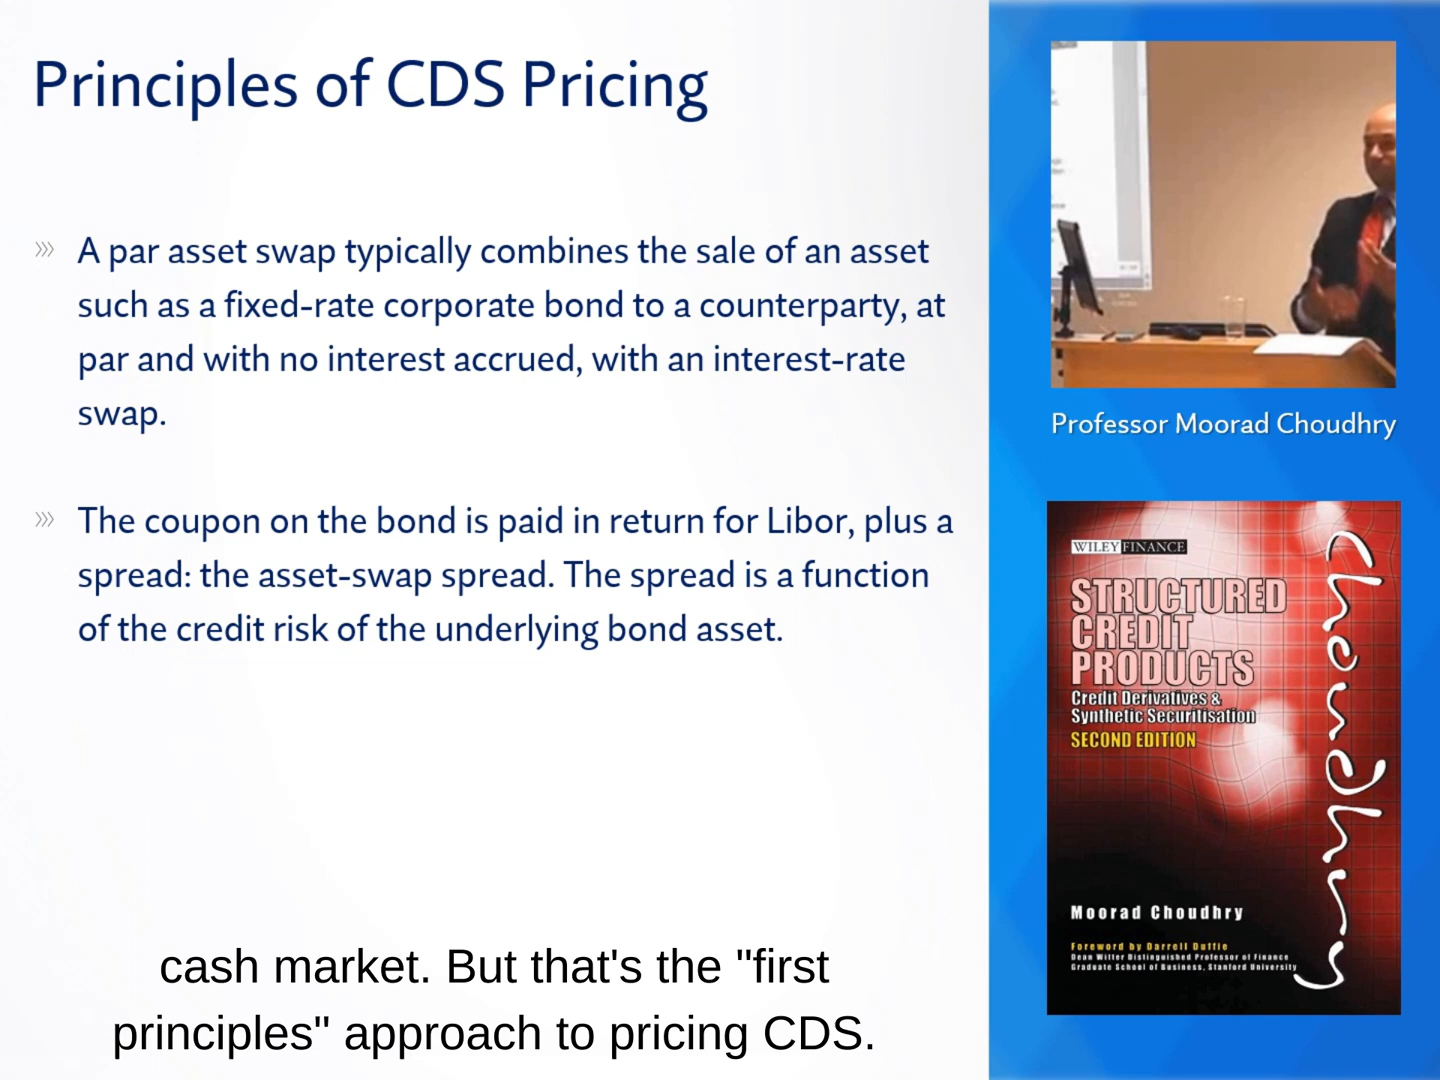 Principles of CDS Pricing
A par asset swap typically combines the sale of an asset
such as a fixed-rate corporate bond to a counterparty, at
par and with no interest accrued, with an interest-rate
swap.
The coupon on the bond is paid in return for Libor, plus a
spread: the asset-swap spread. The spread is a function
of the credit risk of the underlying bond asset.
cash market. But that's the "first
principles" approach to pricing CDS.
Professor Moorad Choudhry
WILEY FINANCE
STRUCTURED
CREDIT
PRODUCTS
Credit Derivatives &
Synthetic Securitisation
SECOND EDITION
Choudhry
Moorad Choudhry
Foreword by Darrell Duffie
Dean Witter Distinguished Professor of Finance
Graduate School of Business, Stanford University